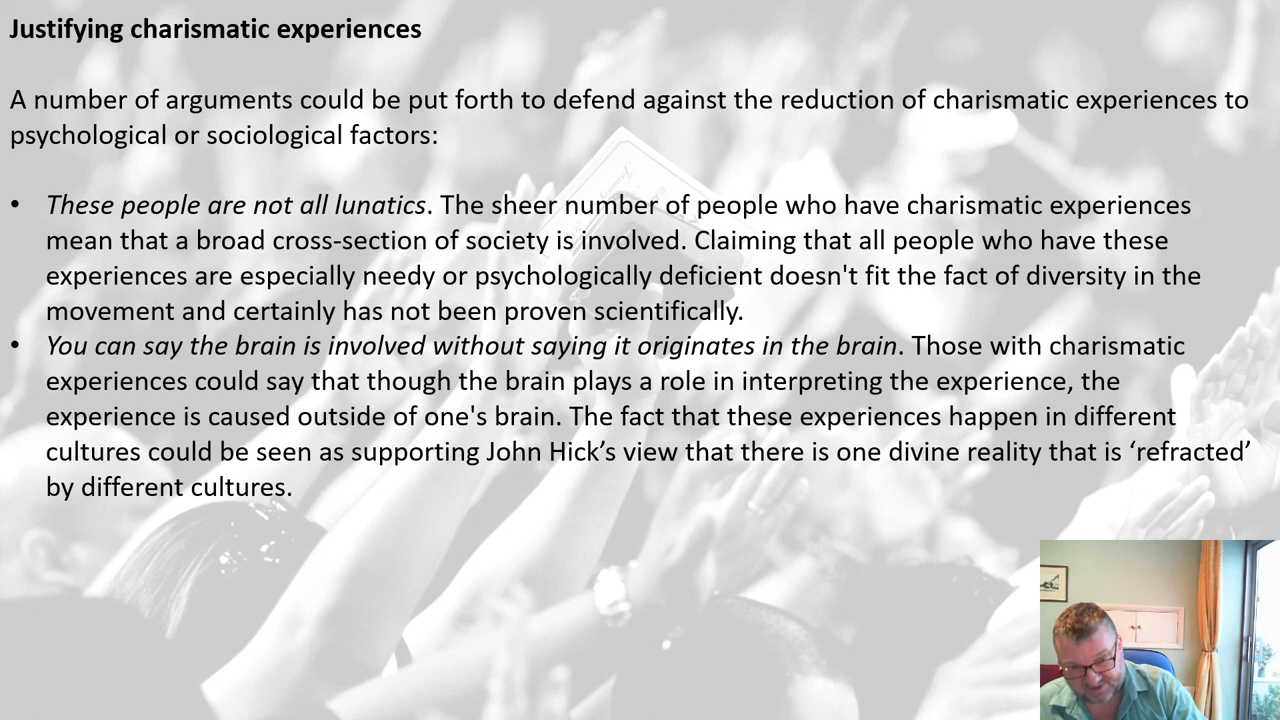 Justifying charismatic experiences
A number of arguments could be put forth to defend against the reduction of charismatic experiences to
psychological or sociological factors:
• These people are not all lunatics. The sheer number of people who have charismatic experiences
mean that a broad cross-section of society is involved. Claiming that all people who have these
experiences are especially needy or psychologically deficient doesn't fit the fact of diversity in the
movement and certainly has not been proven scientifically.
• You can say the brain is involved without saying it originates in the brain. Those with charismatic
experiences could say that though the brain plays a role in interpreting the experience, the
experience is caused outside of one's brain. The fact that these experiences happen in different
cultures could be seen as supporting John Hick’s view that there is one divine reality that is ‘refracted’
by different cultures.